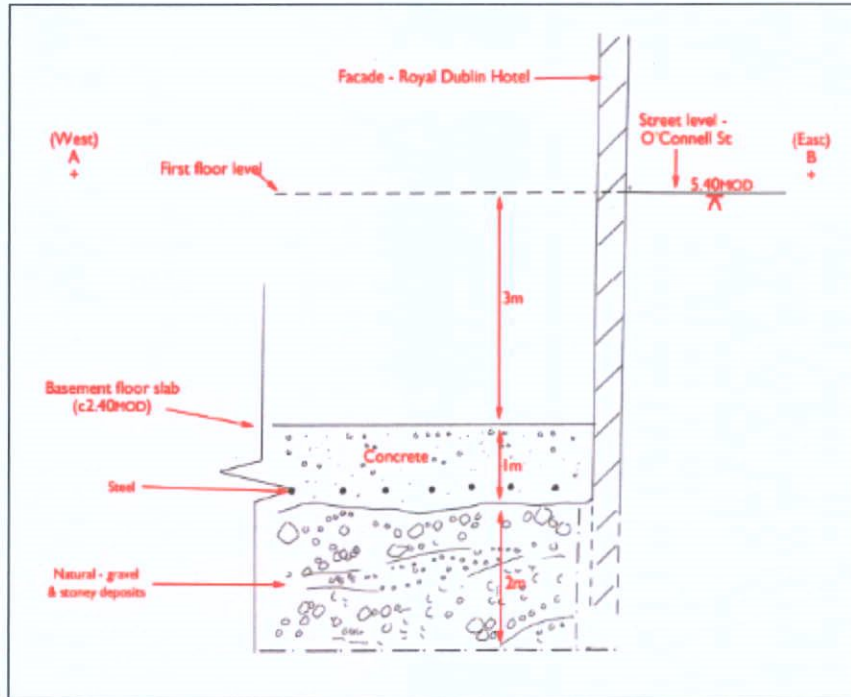 Facade - Royal Dublin Hotel
Street level -
O'Connell St
(West)
A
+
(East)
B
+
First floor level
5.40MOD
3m
Basement floor slab
(c2.40MOD)
Concrete
1m
Steel
Natural - gravel
& stoney deposits
2m